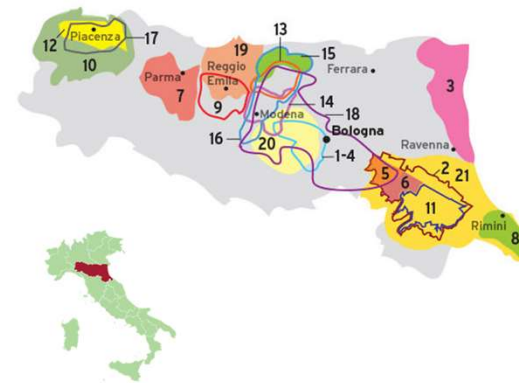 13
19
15
12
Piacenza
17
10
Reggio
Emilia
Ferrara
3
Parma
7
9
14
Modena
18
16
20
Bologna
1-4
Ravenna
5
2
21
6
11
Rimini
8